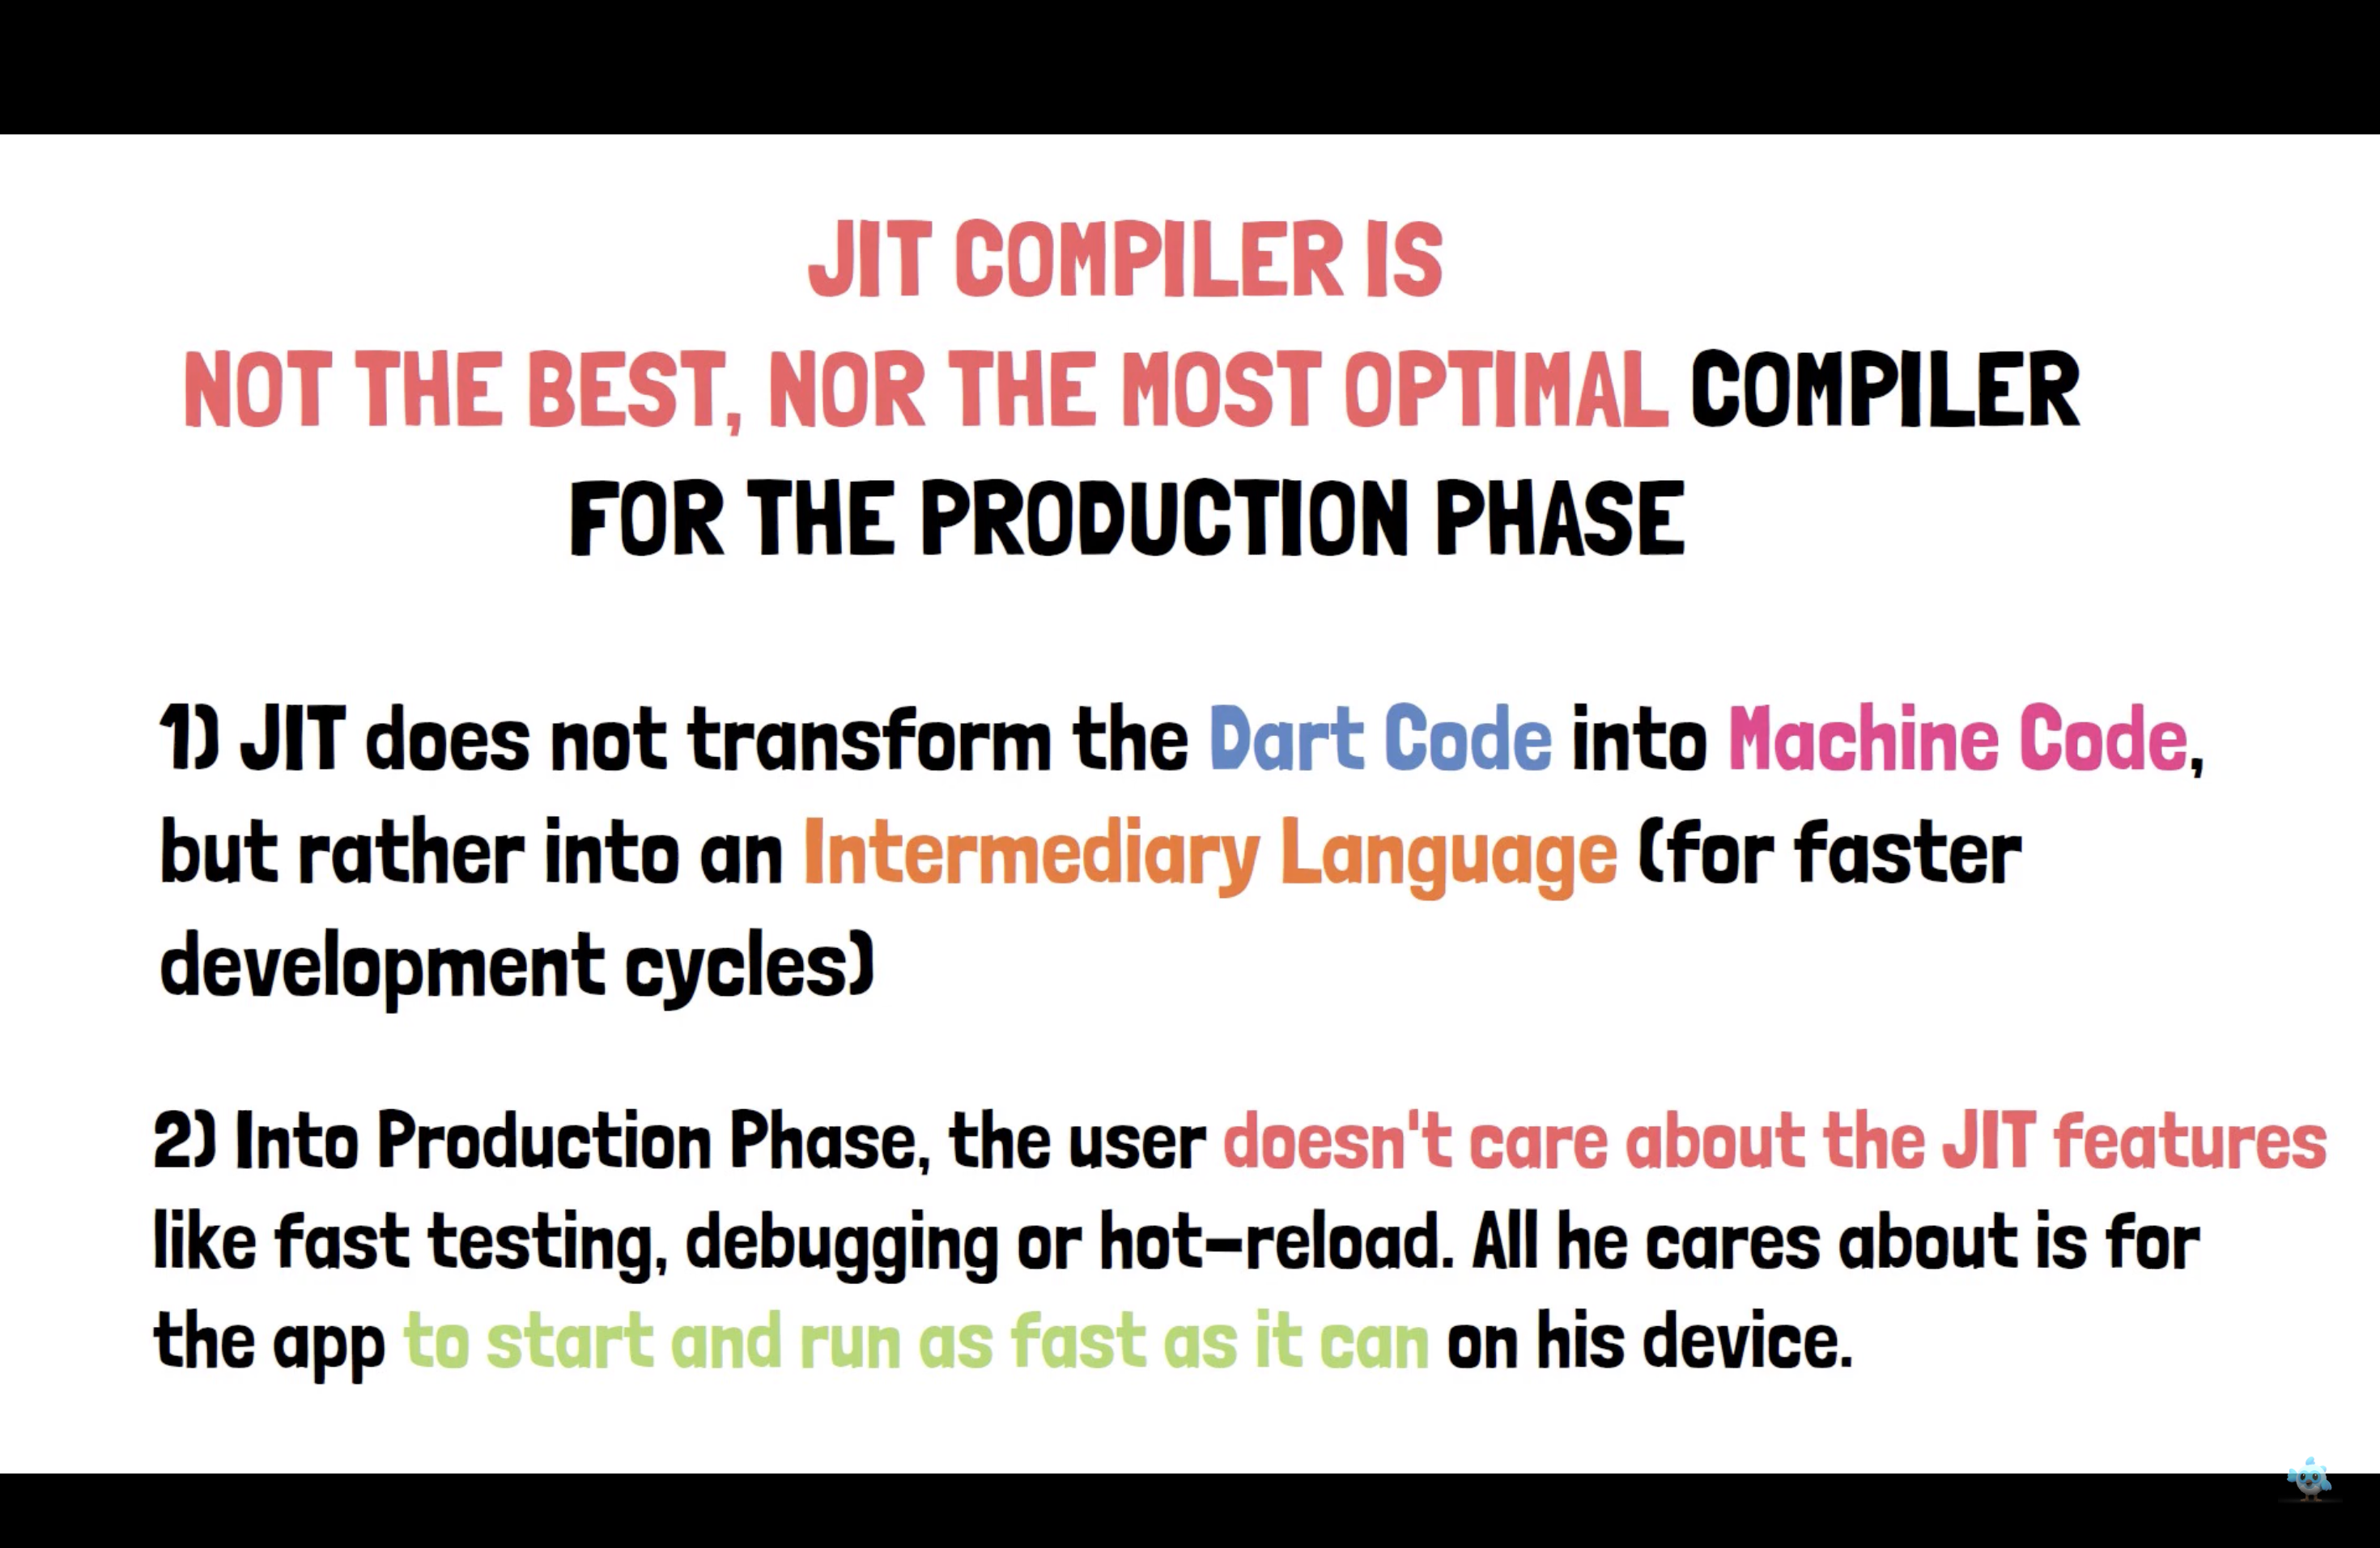 JIT COMPILER IS
NOT THE BEST, NOR THE MOST OPTIMAL COMPILER
FOR THE PRODUCTION PHASE
1) JIT does not transform the Dart Code into Machine Code,
but rather into an Intermediary Language (for faster
development cycles)
2) Into Production Phase, the user doesn't care about the JIT features
like fast testing, debugging or hot-reload. All he cares about is for
the app to start and run as fast as it can on his device.